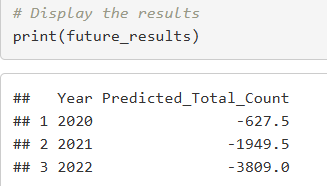 # Display the results
print(future_results)
##   Year Predicted_Total_Count
## 1 2020                -627.5
## 2 2021               -1949.5
## 3 2022               -3809.0